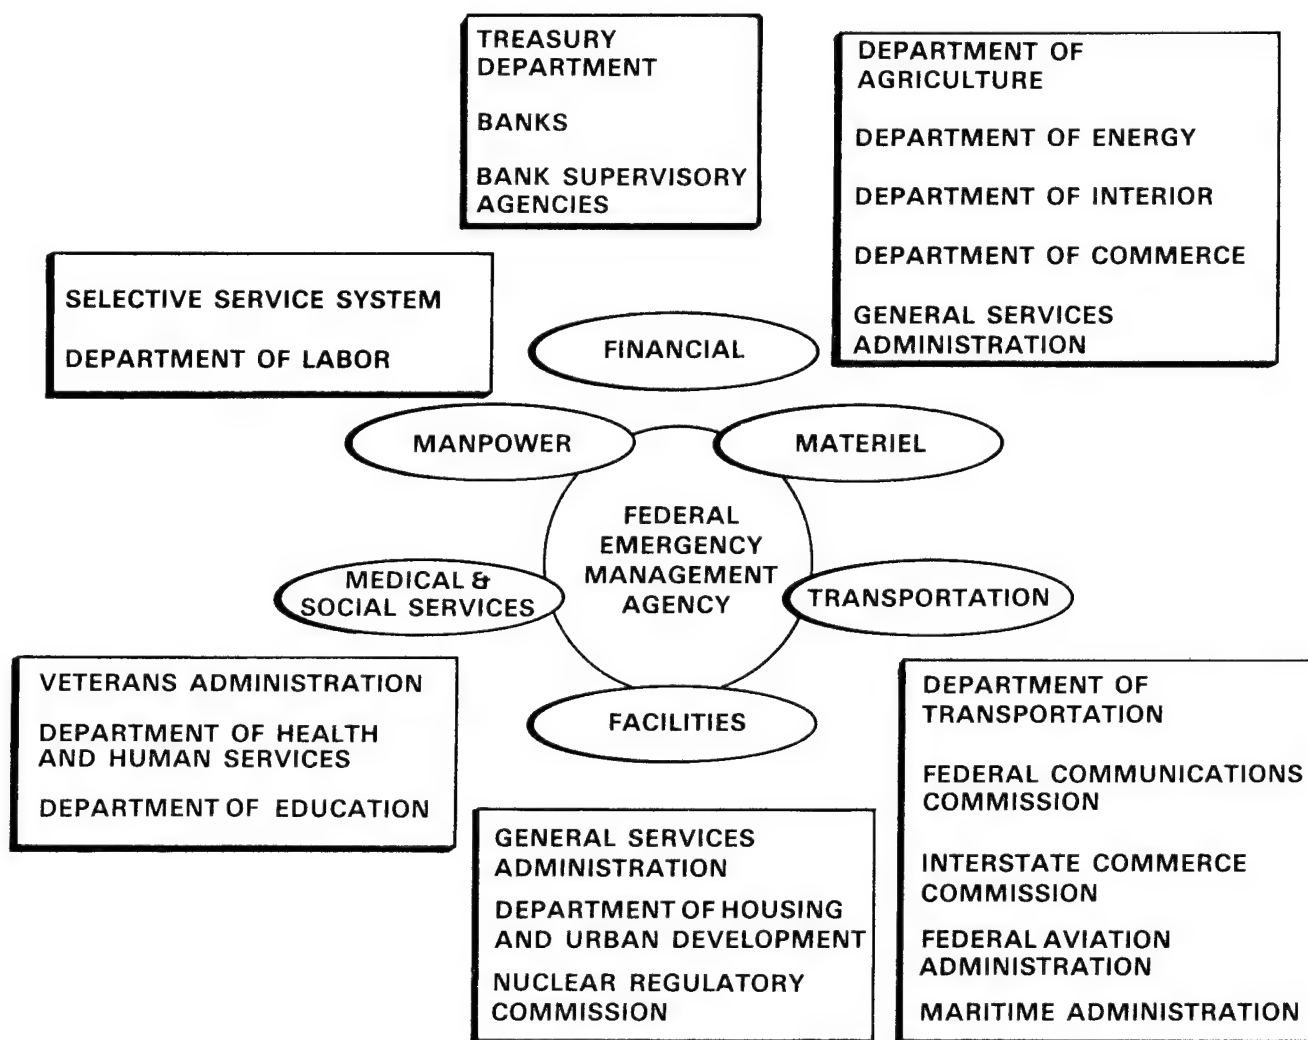 TREASURY
DEPARTMENT
BANKS
BANK SUPERVISORY
AGENCIES
DEPARTMENT OF
AGRICULTURE
DEPARTMENT OF ENERGY
DEPARTMENT OF INTERIOR
DEPARTMENT OF COMMERCE
GENERAL SERVICES
ADMINISTRATION
SELECTIVE SERVICE SYSTEM
DEPARTMENT OF LABOR
FINANCIAL
MANPOWER
MATERIEL
FEDERAL
EMERGENCY
MANAGEMENT
AGENCY
MEDICAL &
SOCIAL SERVICES
TRANSPORTATION
FACILITIES
VETERANS ADMINISTRATION
DEPARTMENT OF HEALTH
AND HUMAN SERVICES
DEPARTMENT OF EDUCATION
GENERAL SERVICES
ADMINISTRATION
DEPARTMENT OF HOUSING
AND URBAN DEVELOPMENT
NUCLEAR REGULATORY
COMMISSION
DEPARTMENT OF
TRANSPORTATION
FEDERAL COMMUNICATIONS
COMMISSION
INTERSTATE COMMERCE
COMMISSION
FEDERAL AVIATION
ADMINISTRATION
MARITIME ADMINISTRATION